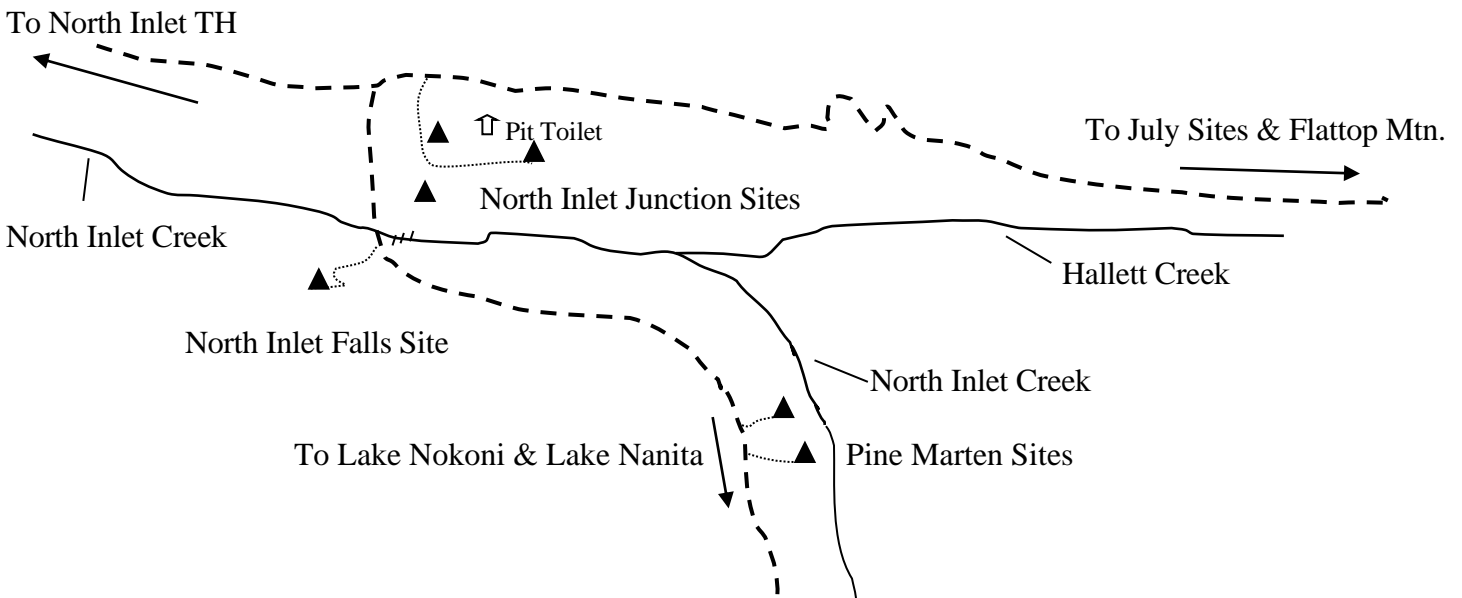 To North Inlet TH
Pit Toilet
To July Sites & Flattop Mtn.
North Inlet Junction Sites
North Inlet Creek
Hallett Creek
North Inlet Falls Site
North Inlet Creek
To Lake Nokoni & Lake Nanita
Pine Marten Sites